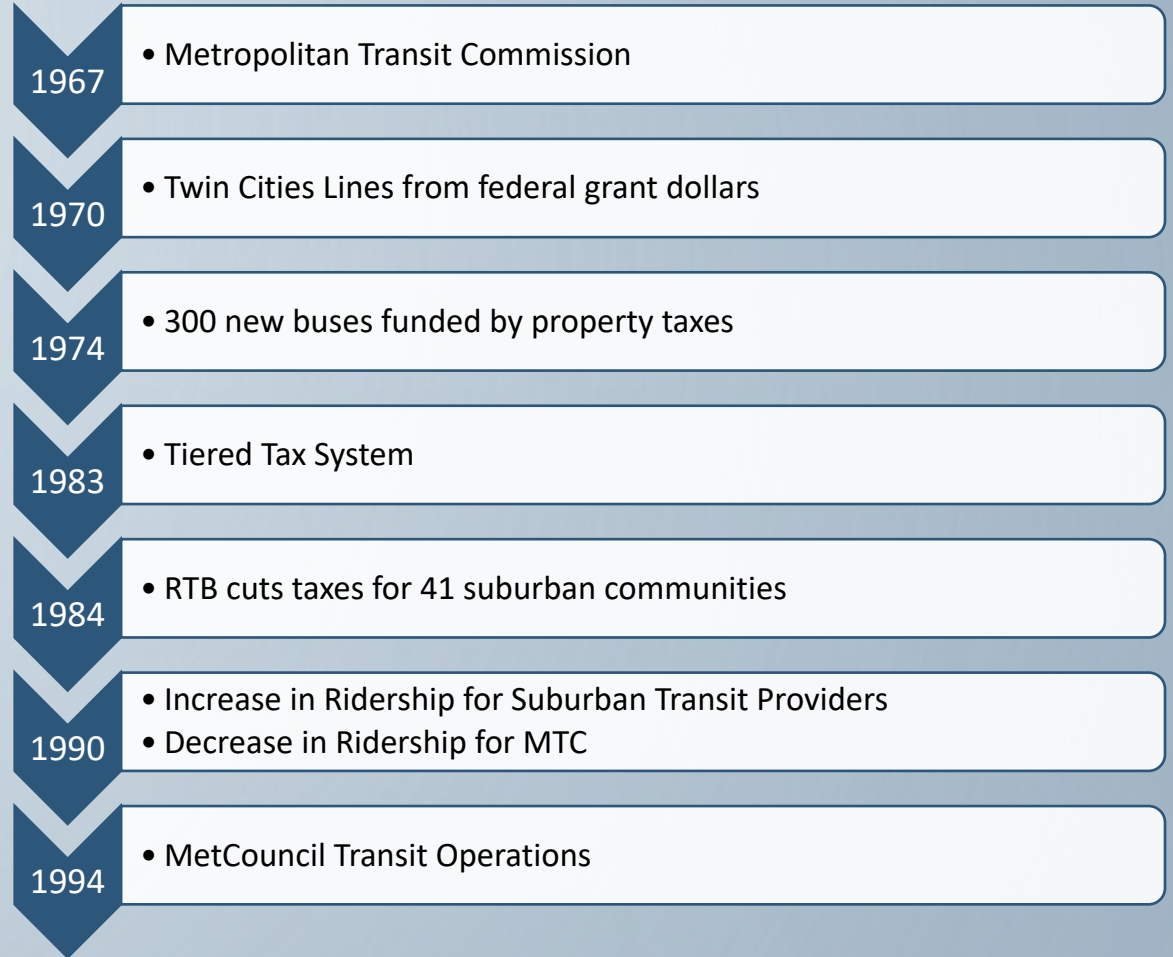 1967
• Metropolitan Transit Commission
1970
• Twin Cities Lines from federal grant dollars
1974
• 300 new buses funded by property taxes
1983
• Tiered Tax System
1984
• RTB cuts taxes for 41 suburban communities
1990
• Increase in Ridership for Suburban Transit Providers
• Decrease in Ridership for MTC
1994
• MetCouncil Transit Operations